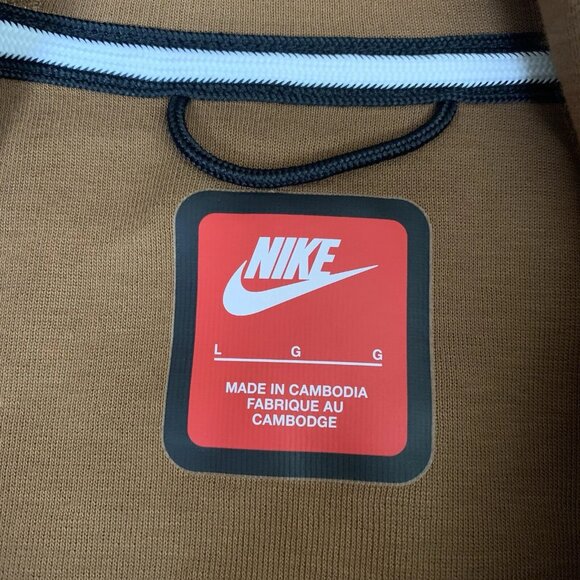 NIKE
L G G
MADE IN CAMBODIA
FABRIQUE AU
CAMBODGE